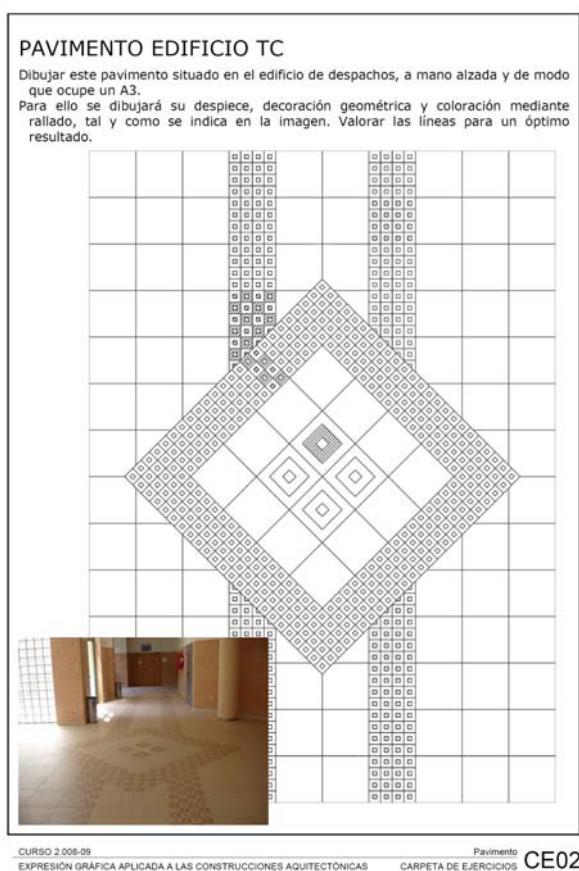 PAVIMENTO EDIFICIO TC
Dibujar este pavimento situado en el edificio de despachos, a mano alzada y de modo
que ocupe un A3.
Para ello se dibujará su despiece, decoración geométrica y coloración mediante
rallado, tal y como se indica en la imagen. Valorar las líneas para un óptimo
resultado.
CURSO 2.008-09
EXPRESIÓN GRÁFICA APLICADA A LAS CONSTRUCCIONES AQUITECTÓNICAS
Pavimento
CARPETA DE EJERCICIOS CE02